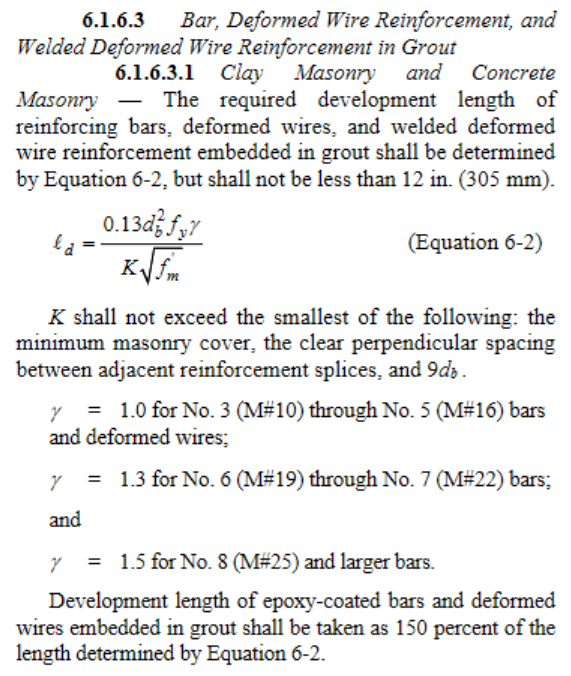 6.1.6.3 Bar, Deformed Wire Reinforcement, and
Welded Deformed Wire Reinforcement in Grout
6.1.6.3.1 Clay Masonry and Concrete
Masonry — The required development length of
reinforcing bars, deformed wires, and welded deformed
wire reinforcement embedded in grout shall be determined
by Equation 6-2, but shall not be less than 12 in. (305 mm).
ℓ_d = 0.13d_b^2 f_y γ / K√f'_m (Equation 6-2)
K shall not exceed the smallest of the following: the
minimum masonry cover, the clear perpendicular spacing
between adjacent reinforcement splices, and 9d_b .
γ = 1.0 for No. 3 (M#10) through No. 5 (M#16) bars
and deformed wires;
γ = 1.3 for No. 6 (M#19) through No. 7 (M#22) bars;
and
γ = 1.5 for No. 8 (M#25) and larger bars.
Development length of epoxy-coated bars and deformed
wires embedded in grout shall be taken as 150 percent of the
length determined by Equation 6-2.